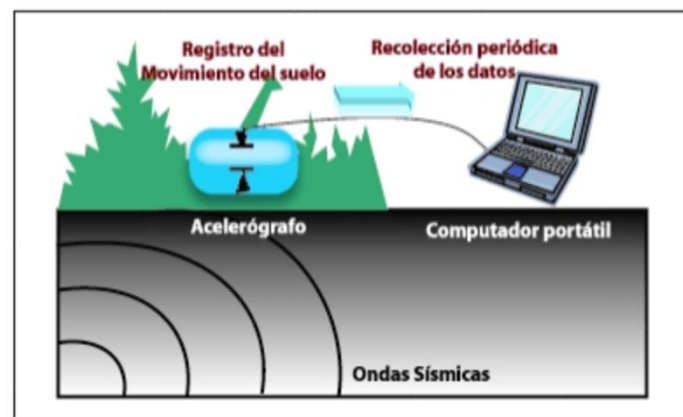 Registro del
Movimiento del suelo
Recolección periódica
de los datos
Acelerógrafo
Computador portátil
Ondas Sísmicas